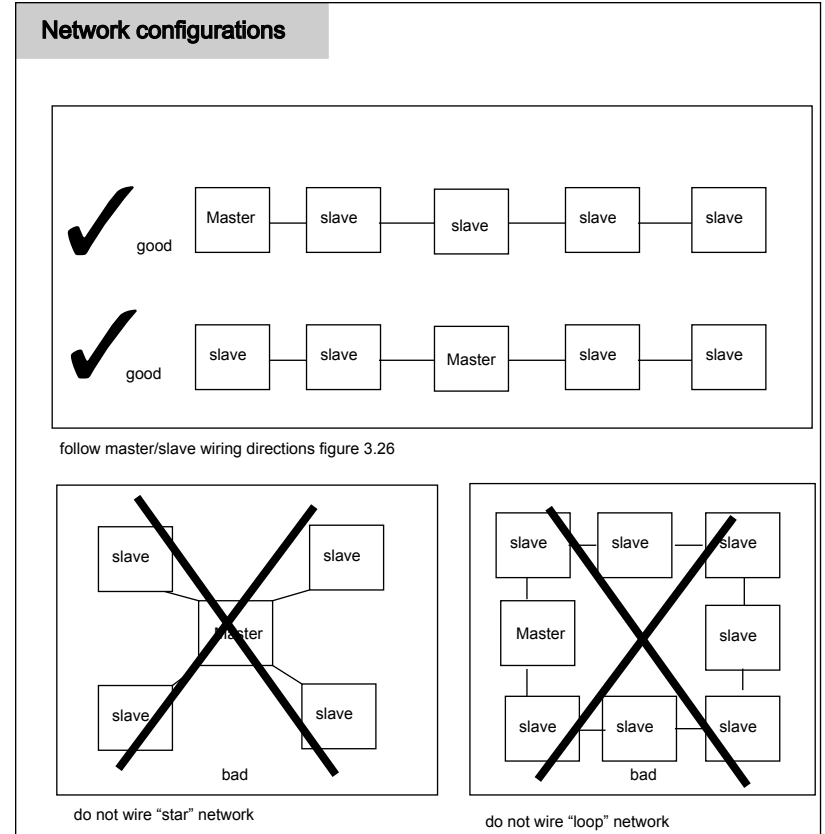 Network configurations
Master slave slave slave slave
good
slave slave Master slave slave
good
follow master/slave wiring directions figure 3.26
slave slave
Master
slave slave
bad
do not wire “star” network
slave slave slave
Master slave
slave slave slave
bad
do not wire “loop” network